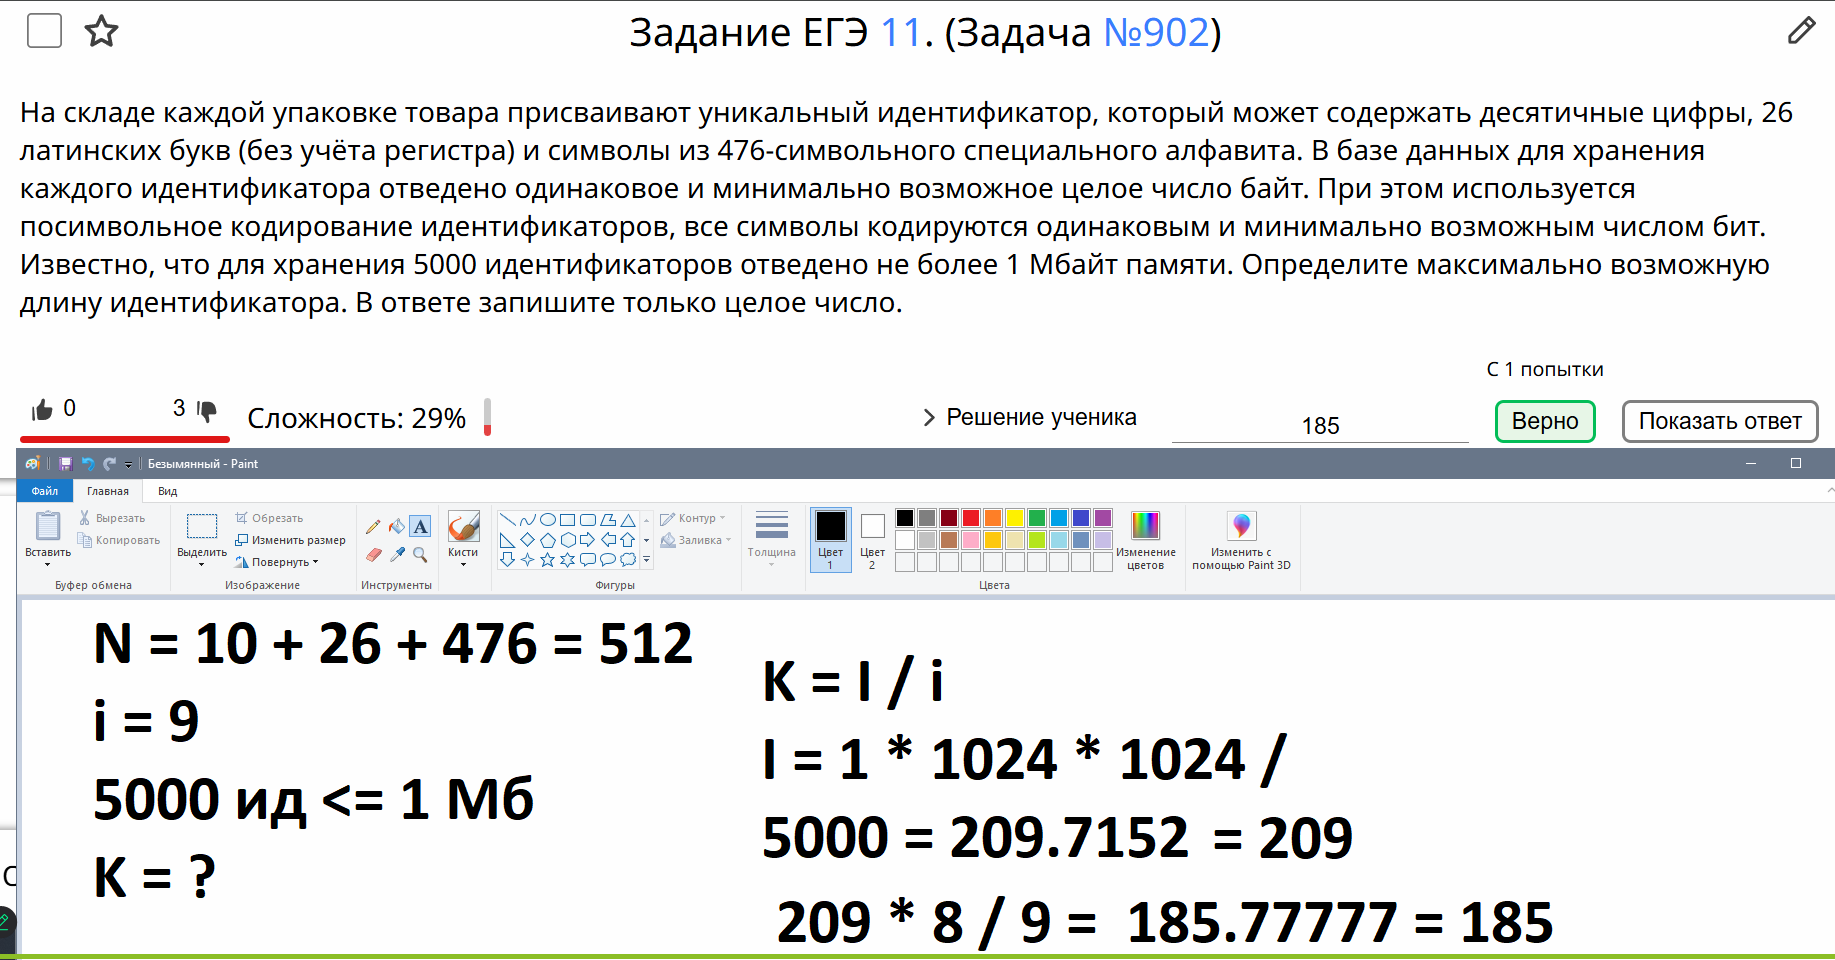 Задание ЕГЭ 11. (Задача №902)
На складе каждой упаковке товара присваивают уникальный идентификатор, который может содержать десятичные цифры, 26
латинских букв (без учёта регистра) и символы из 476-символьного специального алфавита. В базе данных для хранения
каждого идентификатора отведено одинаковое и минимально возможное целое число байт. При этом используется
посимвольное кодирование идентификаторов, все символы кодируются одинаковым и минимально возможным числом бит.
Известно, что для хранения 5000 идентификаторов отведено не более 1 Мбайт памяти. Определите максимально возможную
длину идентификатора. В ответе запишите только целое число.
С 1 попытки
0 3 Сложность: 29% Решение ученика 185 Верно Показать ответ
Безымянный - Paint
Файл Главная Вид
Вставить Вырезать Копировать
Буфер обмена
Выделить Обрезать Изменить размер Повернуть
Изображение
A
Инструменты
Кисти
Контур Заливка
Фигуры
Толщина
Цвет 1
Цвет 2
Цвета
Изменение цветов
Изменить с помощью Paint 3D
N = 10 + 26 + 476 = 512
i = 9
5000 ид <= 1 Мб
K = ?
K = I / i
I = 1 * 1024 * 1024 /
5000 = 209.7152 = 209
209 * 8 / 9 = 185.77777 = 185